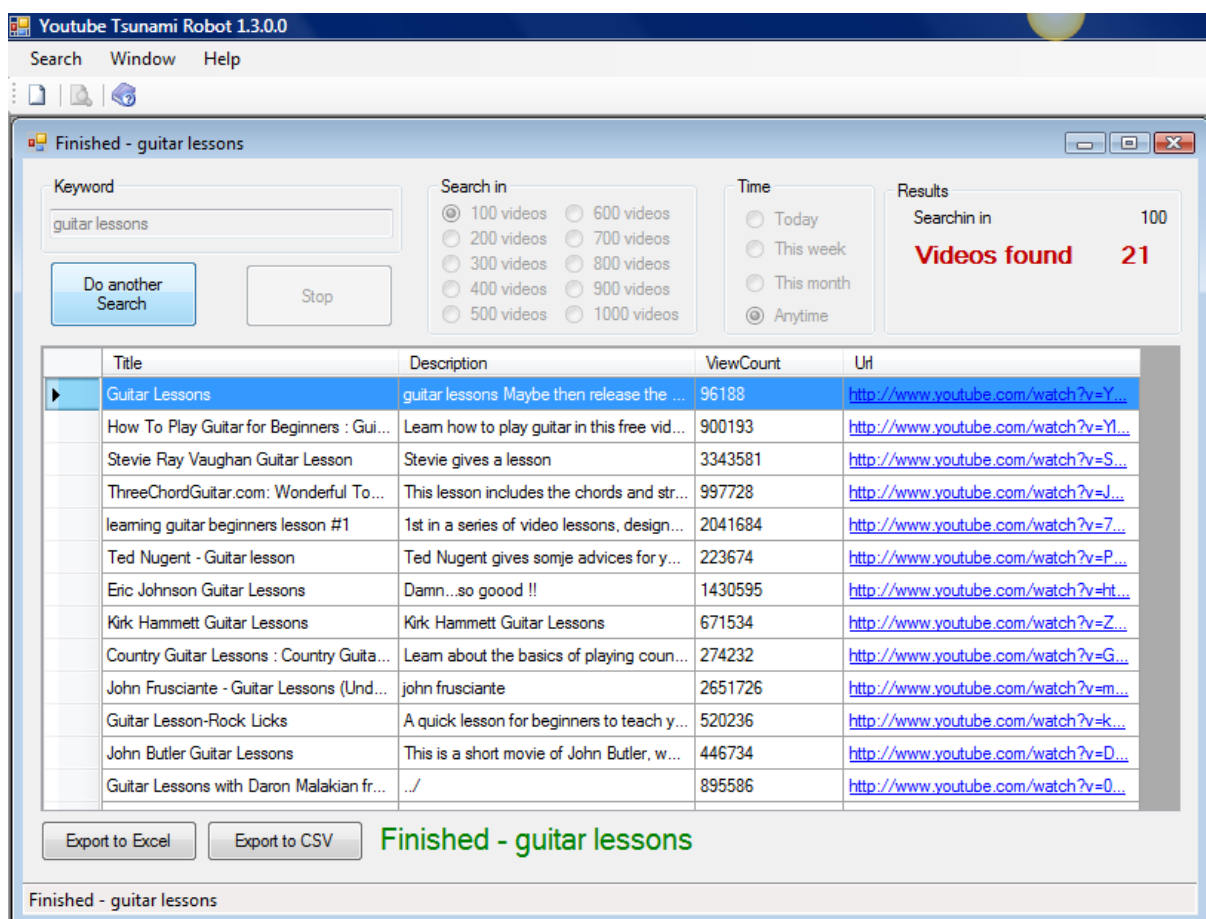 Youtube Tsunami Robot 1.3.0.0
Search Window Help
Finished - guitar lessons
Keyword
guitar lessons
Do another
Search
Stop
Search in
100 videos 600 videos
200 videos 700 videos
300 videos 800 videos
400 videos 900 videos
500 videos 1000 videos
Time
Today
This week
This month
Anytime
Results
Searchin in 100
Videos found 21
Title Description ViewCount Url
Guitar Lessons guitar lessons Maybe then release the ... 96188 http://www.youtube.com/watch?v=Y...
How To Play Guitar for Beginners : Gui... Learn how to play guitar in this free vid... 900193 http://www.youtube.com/watch?v=YI...
Stevie Ray Vaughan Guitar Lesson Stevie gives a lesson 3343581 http://www.youtube.com/watch?v=S...
ThreeChordGuitar.com: Wonderful To... This lesson includes the chords and str... 997728 http://www.youtube.com/watch?v=J...
learning guitar beginners lesson #1 1st in a series of video lessons, design... 2041684 http://www.youtube.com/watch?v=7...
Ted Nugent - Guitar lesson Ted Nugent gives somje advices for y... 223674 http://www.youtube.com/watch?v=P...
Eric Johnson Guitar Lessons Damn...so goood !! 1430595 http://www.youtube.com/watch?v=ht...
Kirk Hammett Guitar Lessons Kirk Hammett Guitar Lessons 671534 http://www.youtube.com/watch?v=Z...
Country Guitar Lessons : Country Guita... Learn about the basics of playing coun... 274232 http://www.youtube.com/watch?v=G...
John Frusciante - Guitar Lessons (Und... john frusciante 2651726 http://www.youtube.com/watch?v=m...
Guitar Lesson-Rock Licks A quick lesson for beginners to teach y... 520236 http://www.youtube.com/watch?v=k...
John Butler Guitar Lessons This is a short movie of John Butler, w... 446734 http://www.youtube.com/watch?v=D...
Guitar Lessons with Daron Malakian fr... ../ 895586 http://www.youtube.com/watch?v=0...
Export to Excel Export to CSV Finished - guitar lessons
Finished - guitar lessons